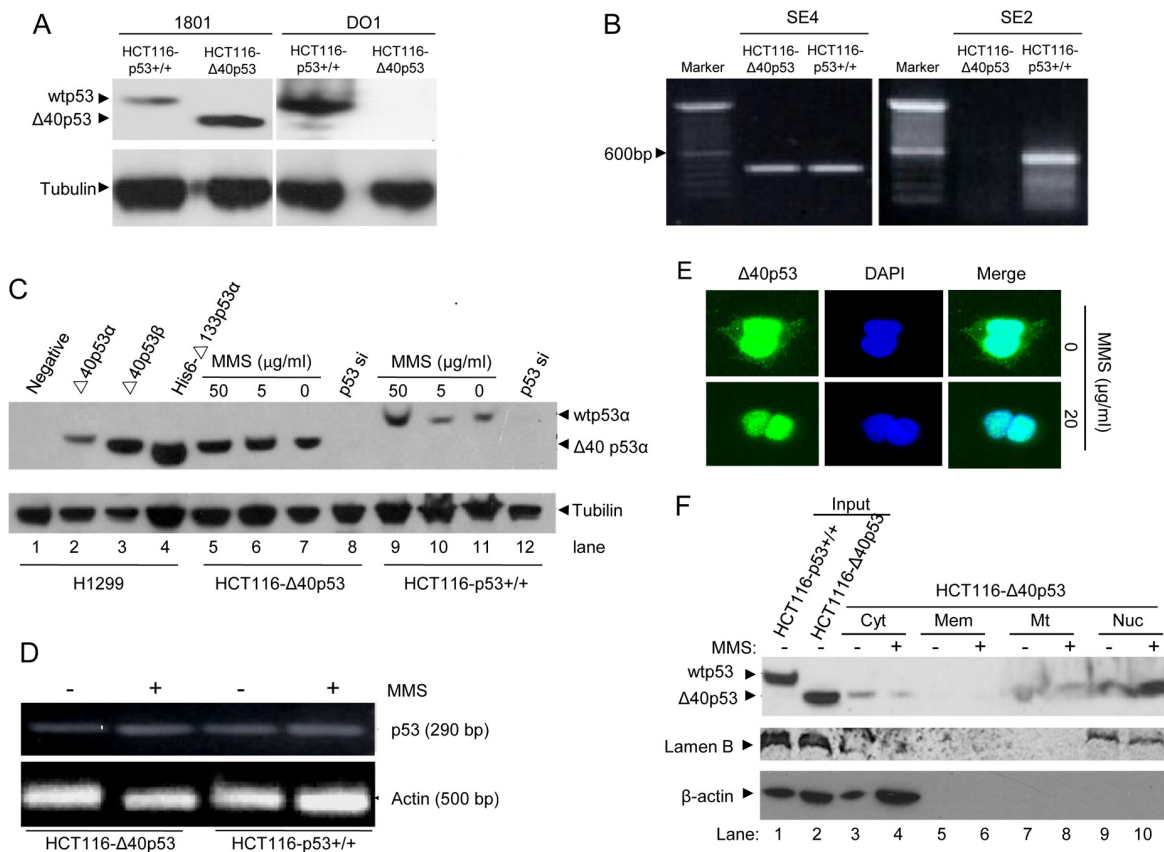 A
1801
DO1
HCT116-
p53+/+
HCT116-
Δ40p53
HCT116-
p53+/+
HCT116-
Δ40p53
wtp53
Δ40p53
Tubulin
B
SE4
SE2
Marker
HCT116-
Δ40p53
HCT116-
p53+/+
Marker
HCT116-
Δ40p53
HCT116-
p53+/+
600bp
C
Negative
△40p53α
△40p53β
His6-△133p53α
MMS (μg/ml)
50 5 0
p53 si
MMS (μg/ml)
50 5 0
p53 si
wtp53α
Δ40 p53α
Tubilin
1 2 3 4 5 6 7 8 9 10 11 12 lane
H1299
HCT116-Δ40p53
HCT116-p53+/+
D
- + - + MMS
p53 (290 bp)
Actin (500 bp)
HCT116-Δ40p53
HCT116-p53+/+
E
Δ40p53 DAPI Merge
0
20
MMS (μg/ml)
F
Input
HCT116-p53+/+
HCT1116-Δ40p53
HCT116-Δ40p53
Cyt Mem Mt Nuc
MMS: - - - + - + - + - +
wtp53
Δ40p53
Lamen B
β-actin
Lane: 1 2 3 4 5 6 7 8 9 10